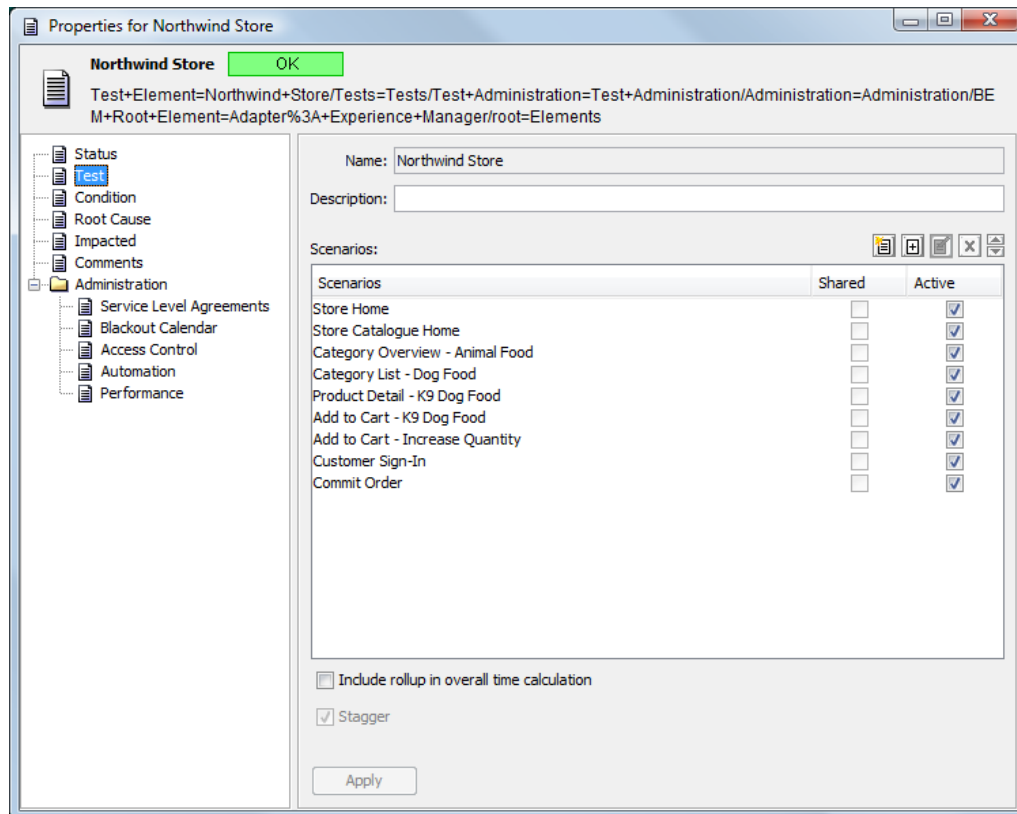 Properties for Northwind Store
Northwind Store OK
Test+Element=Northwind+Store/Tests=Tests/Test+Administration=Test+Administration/Administration=Administration/BE
M+Root+Element=Adapter%3A+Experience+Manager/root=Elements
Status
Test
Condition
Root Cause
Impacted
Comments
Administration
Service Level Agreements
Blackout Calendar
Access Control
Automation
Performance
Name: Northwind Store
Description:
Scenarios:
Scenarios Shared Active
Store Home
Store Catalogue Home
Category Overview - Animal Food
Category List - Dog Food
Product Detail - K9 Dog Food
Add to Cart - K9 Dog Food
Add to Cart - Increase Quantity
Customer Sign-In
Commit Order
Include rollup in overall time calculation
Stagger
Apply